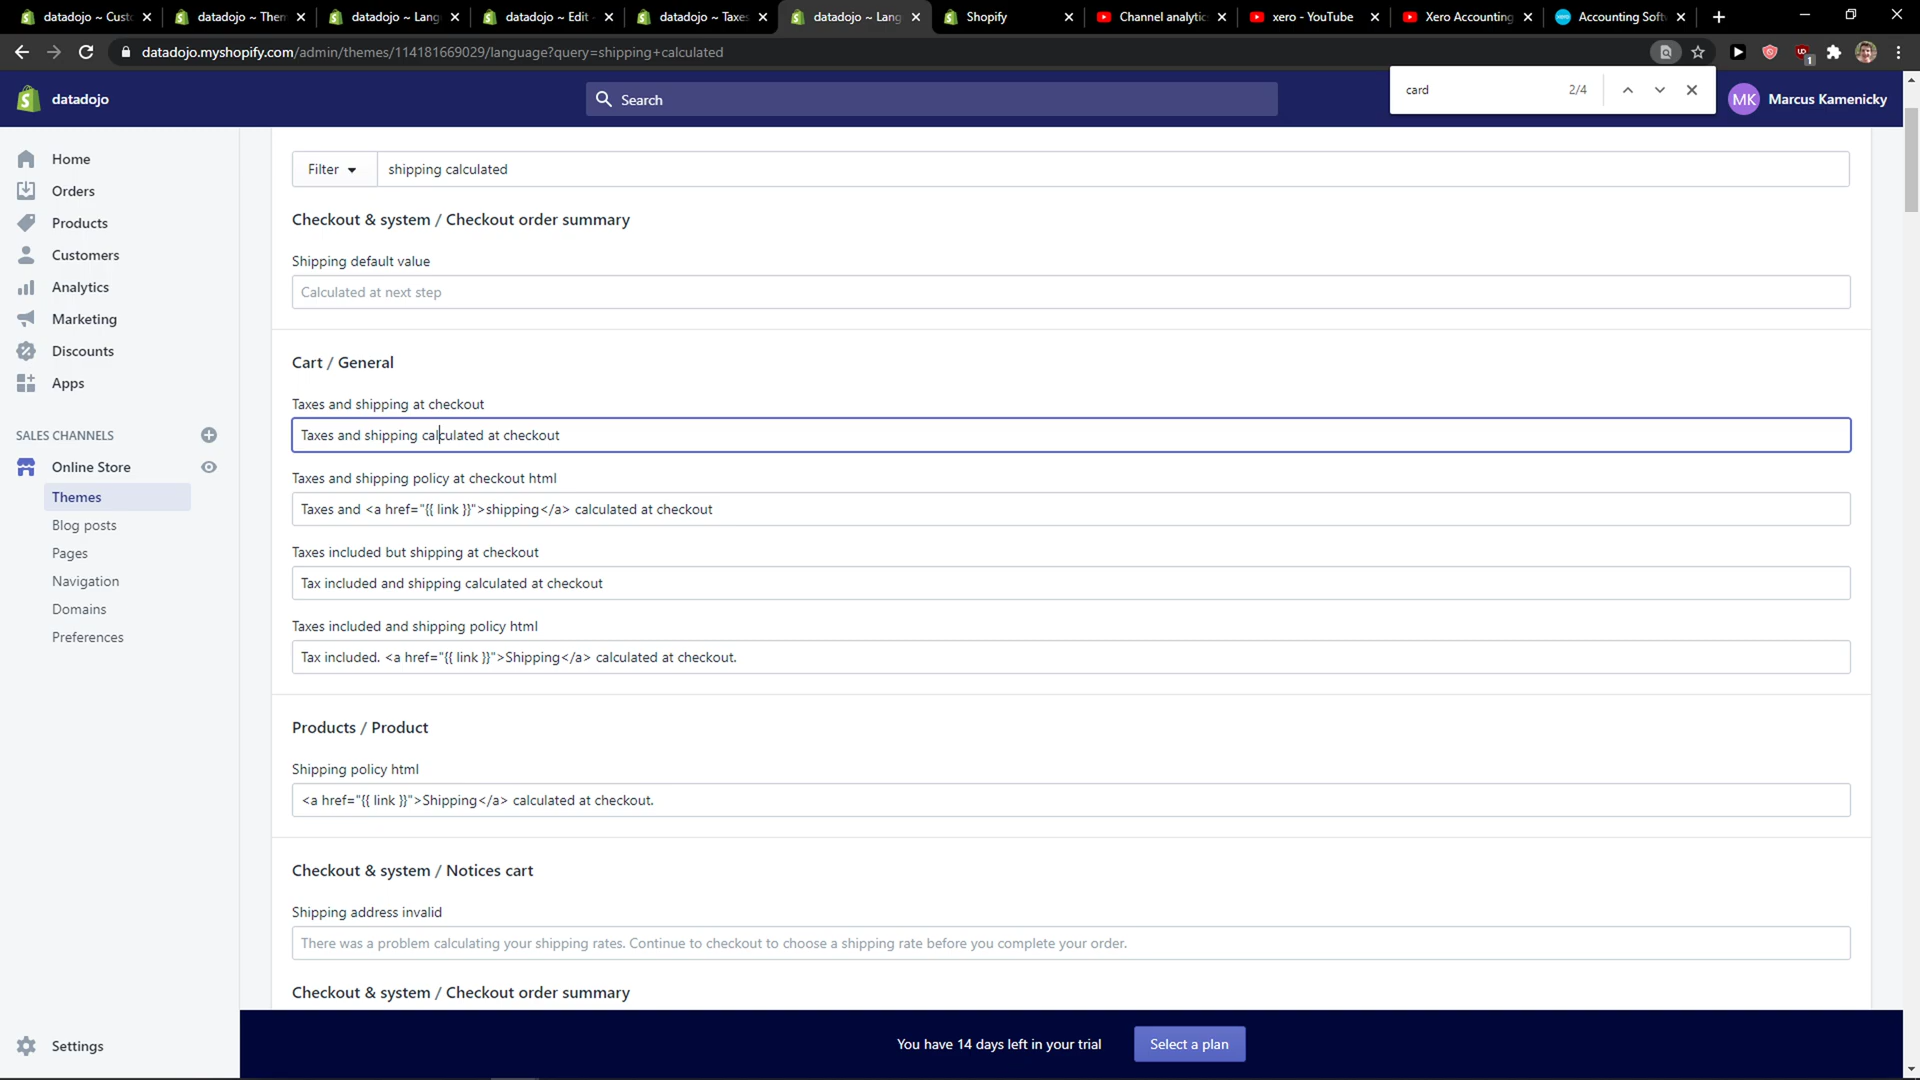 datadojo ~ Cust
datadojo ~ Them
datadojo ~ Lang
datadojo ~ Edit
datadojo ~ Taxes
datadojo ~ Lang
Shopify
Channel analytic
xero - YouTube
Xero Accounting
Accounting Soft
datadojo.myshopify.com/admin/themes/114181669029/language?query=shipping+calculated
1
card 2/4
datadojo
Search
MK Marcus Kamenicky
Home
Orders
Products
Customers
Analytics
Marketing
Discounts
Apps
SALES CHANNELS
Online Store
Themes
Blog posts
Pages
Navigation
Domains
Preferences
Settings
Filter shipping calculated
Checkout & system / Checkout order summary
Shipping default value
Calculated at next step
Cart / General
Taxes and shipping at checkout
Taxes and shipping calculated at checkout
Taxes and shipping policy at checkout html
Taxes and <a href="{{ link }}">shipping</a> calculated at checkout
Taxes included but shipping at checkout
Tax included and shipping calculated at checkout
Taxes included and shipping policy html
Tax included. <a href="{{ link }}">Shipping</a> calculated at checkout.
Products / Product
Shipping policy html
<a href="{{ link }}">Shipping</a> calculated at checkout.
Checkout & system / Notices cart
Shipping address invalid
There was a problem calculating your shipping rates. Continue to checkout to choose a shipping rate before you complete your order.
Checkout & system / Checkout order summary
You have 14 days left in your trial
Select a plan